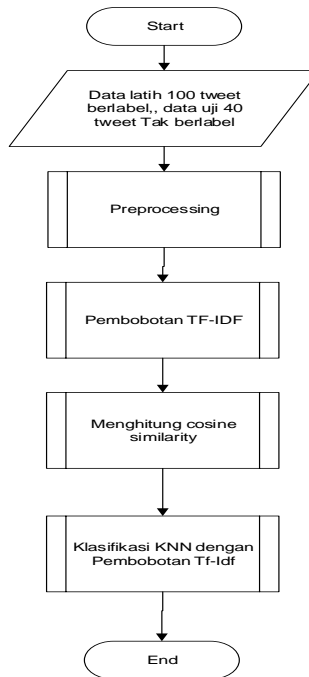 Start
Data latih 100 tweet
berlabel,, data uji 40
tweet Tak berlabel
Preprocessing
Pembobotan TF-IDF
Menghitung cosine
similarity
Klasifikasi KNN dengan
Pembobotan Tf-Idf
End